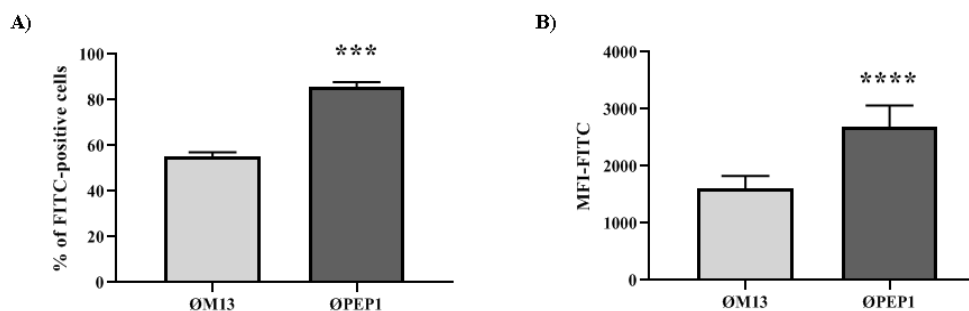 A)
% of FITC-positive cells
100
80
60
40
20
0
***
ØM13
ØPEP1
B)
MFI-FITC
4000
3000
2000
1000
0
****
ØM13
ØPEP1